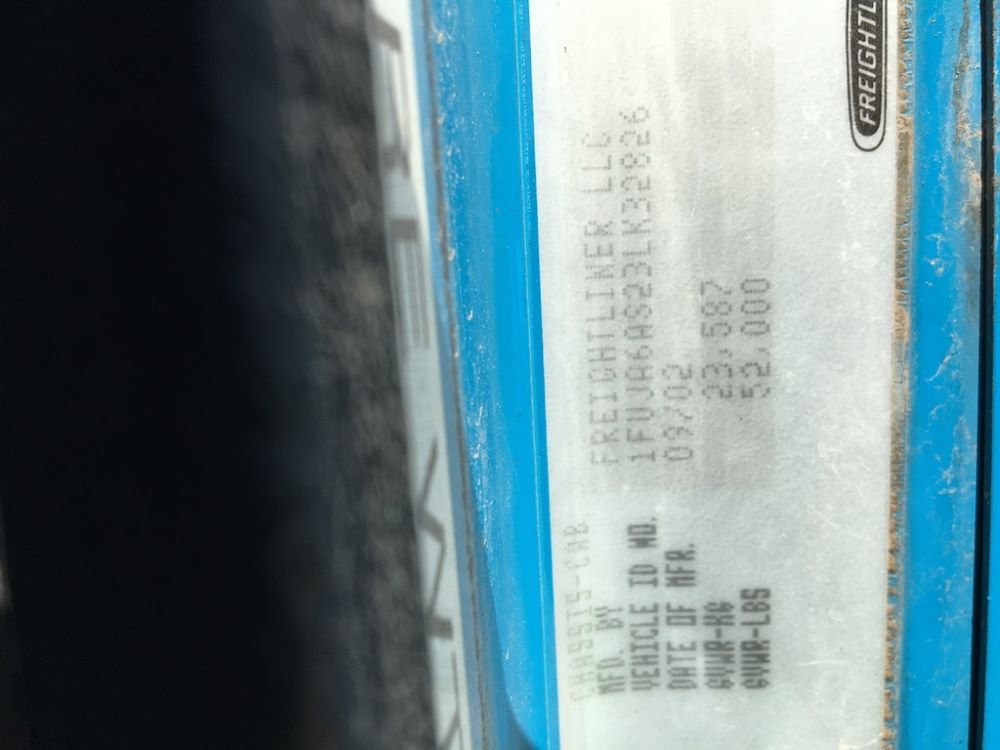 FREIGHTL
CHASSIS-CAB
MFD. BY FREIGHTLINER LLC
VEHICLE ID NO. 1FUJA6AS23LK32826
DATE OF MFR. 09/02
GVWR-KG 23,587
GVWR-LBS 52,000